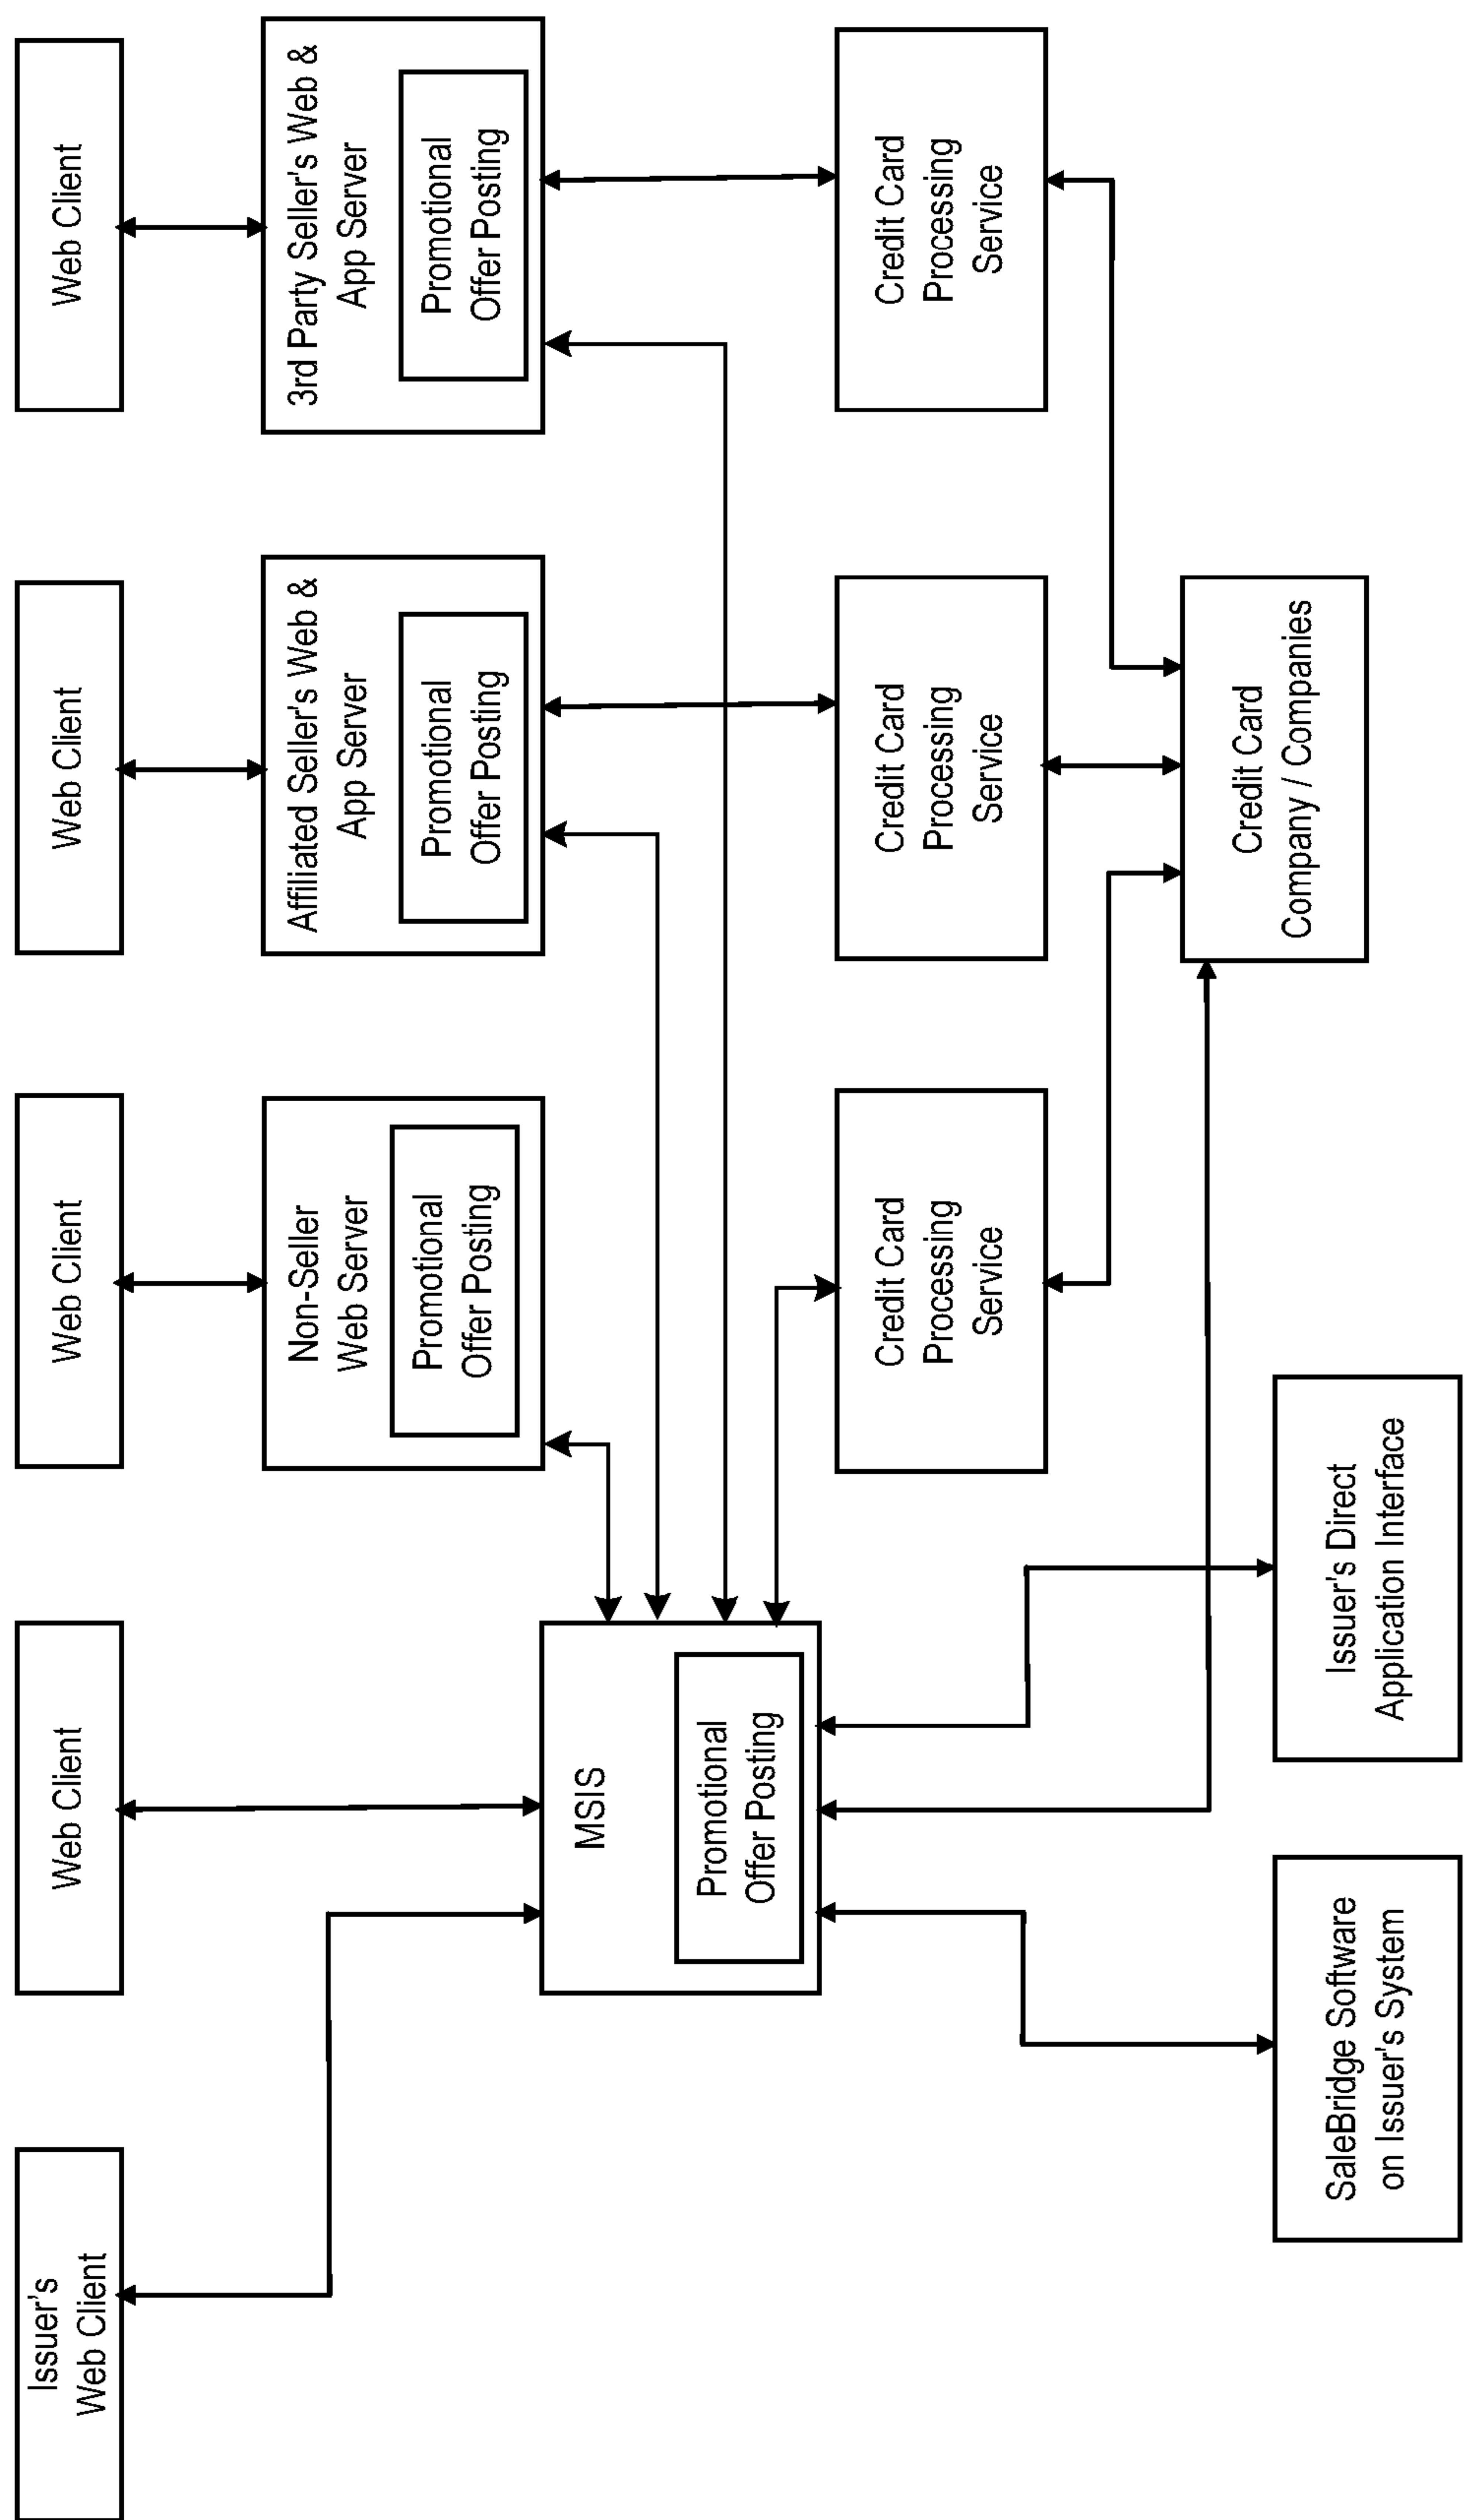 Issuer's
Web Client
Web Client
Web Client
Web Client
Web Client
MSIS
Promotional
Offer Posting
Non-Seller
Web Server
Promotional
Offer Posting
Affiliated Seller's Web &
App Server
Promotional
Offer Posting
3rd Party Seller's Web &
App Server
Promotional
Offer Posting
Credit Card
Processing
Service
Credit Card
Processing
Service
Credit Card
Processing
Service
SaleBridge Software
on Issuer's System
Issuer's Direct
Application Interface
Credit Card
Company / Companies